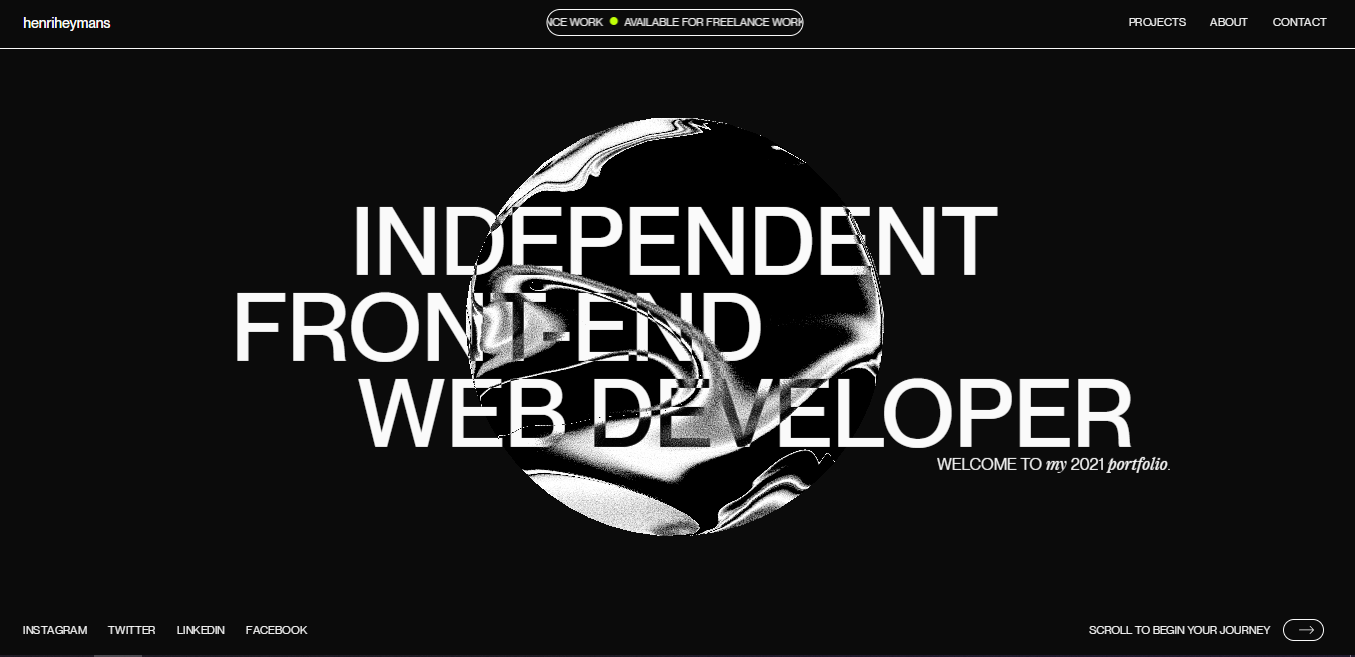 henriheymans
NCE WORK AVAILABLE FOR FREELANCE WORK
PROJECTS ABOUT CONTACT
INDEPENDENT
FRONT-END
WEB DEVELOPER
WELCOME TO my 2021 portfolio.
INSTAGRAM TWITTER LINKEDIN FACEBOOK
SCROLL TO BEGIN YOUR JOURNEY